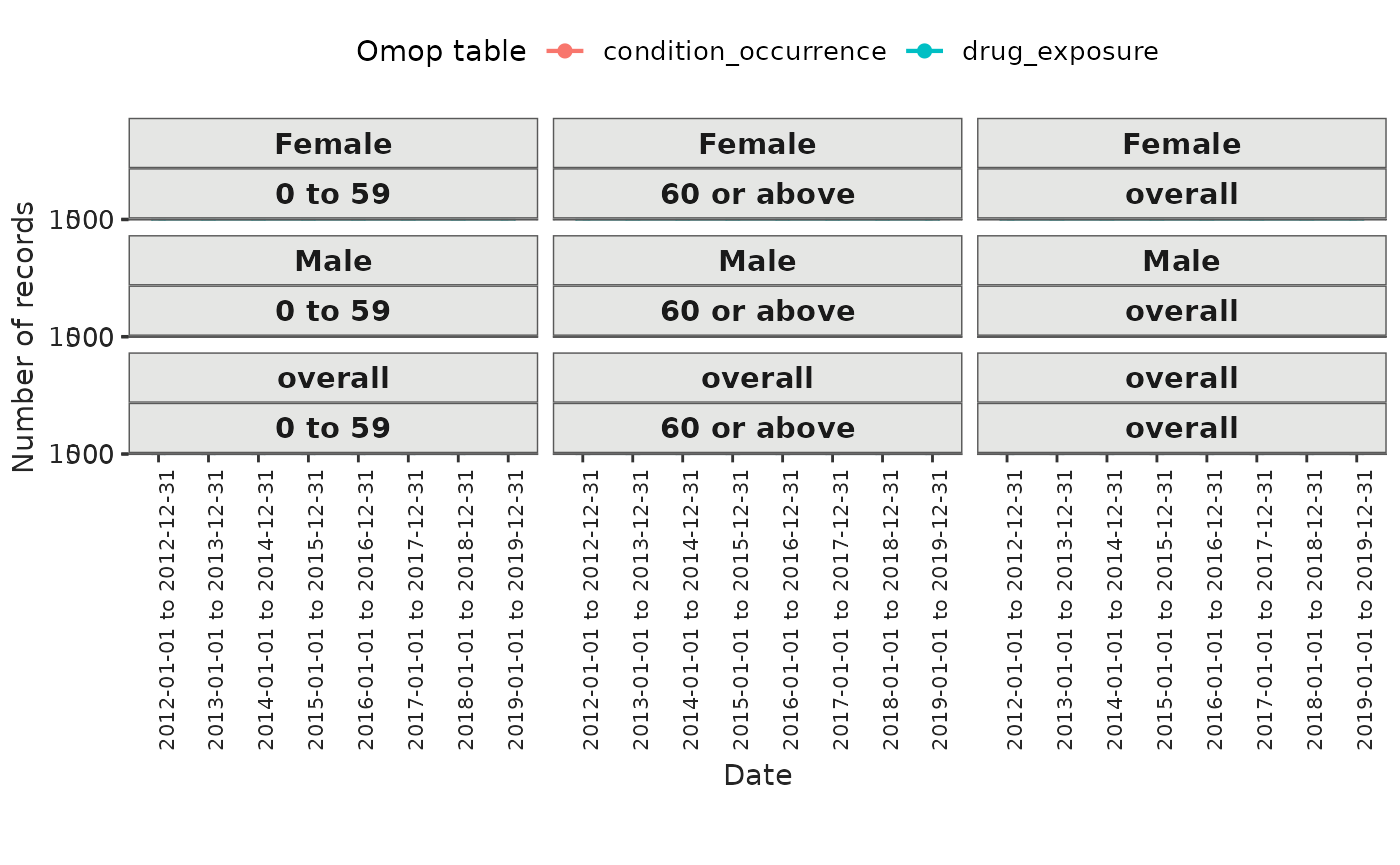 Omop table condition_occurrence drug_exposure
Female Female Female
0 to 59 60 or above overall
Male Male Male
0 to 59 60 or above overall
overall overall overall
0 to 59 60 or above overall
Number of records
2012-01-01 to 2012-12-31
2013-01-01 to 2013-12-31
2014-01-01 to 2014-12-31
2015-01-01 to 2015-12-31
2016-01-01 to 2016-12-31
2017-01-01 to 2017-12-31
2018-01-01 to 2018-12-31
2019-01-01 to 2019-12-31
2012-01-01 to 2012-12-31
2013-01-01 to 2013-12-31
2014-01-01 to 2014-12-31
2015-01-01 to 2015-12-31
2016-01-01 to 2016-12-31
2017-01-01 to 2017-12-31
2018-01-01 to 2018-12-31
2019-01-01 to 2019-12-31
2012-01-01 to 2012-12-31
2013-01-01 to 2013-12-31
2014-01-01 to 2014-12-31
2015-01-01 to 2015-12-31
2016-01-01 to 2016-12-31
2017-01-01 to 2017-12-31
2018-01-01 to 2018-12-31
2019-01-01 to 2019-12-31
Date